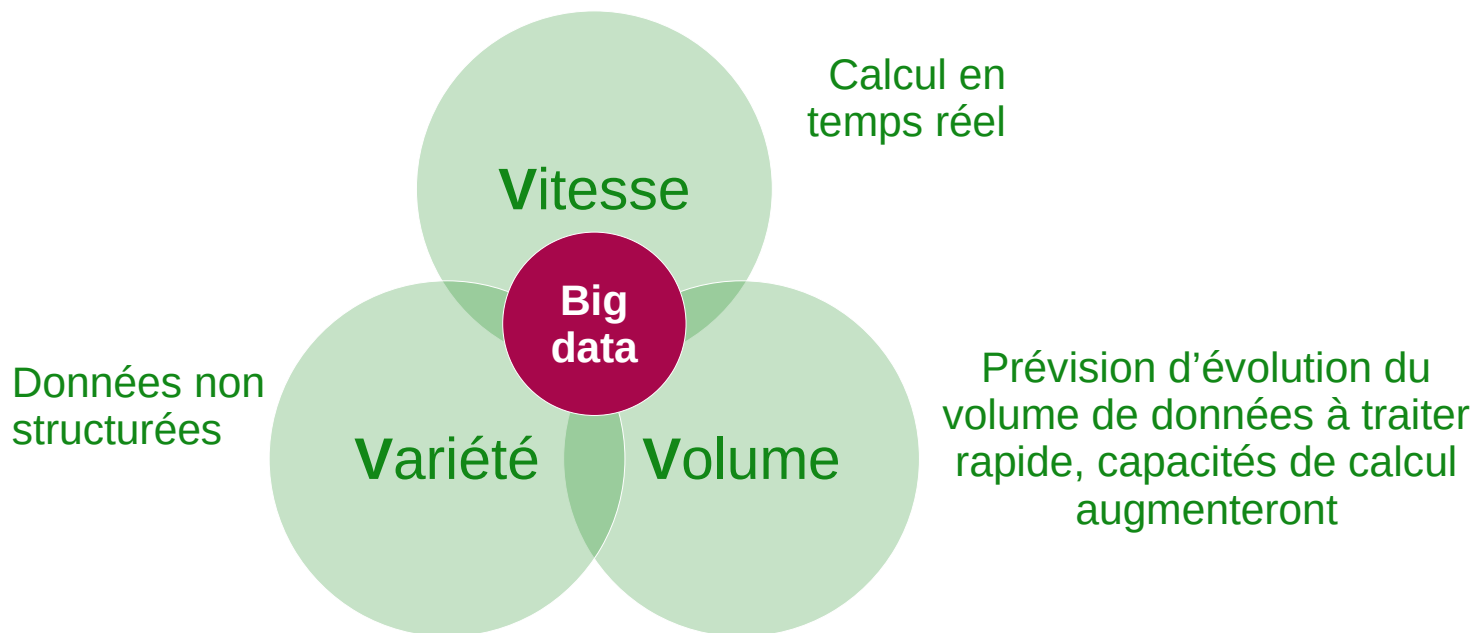 Calcul en
temps réel
Vitesse
Big
data
Données non
structurées
Variété
Volume
Prévision d’évolution du
volume de données à traiter
rapide, capacités de calcul
augmenteront